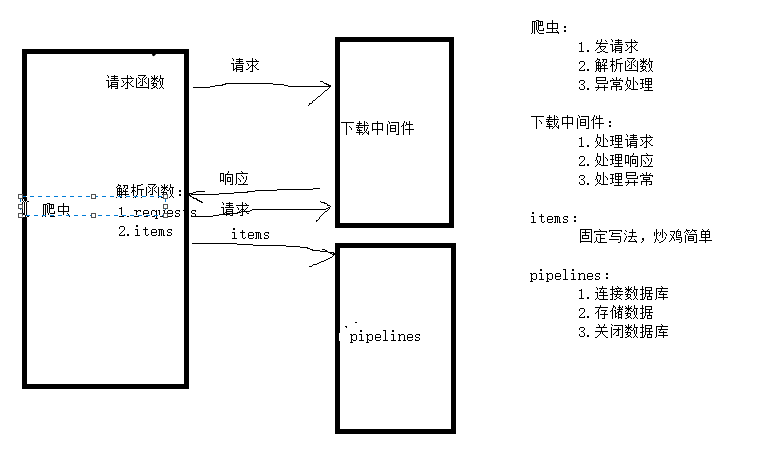 请求函数
请求
下载中间件
响应
解析函数：
1.requests
请求
爬虫
2.items
items
pipelines
爬虫：
1.发请求
2.解析函数
3.异常处理
下载中间件：
1.处理请求
2.处理响应
3.处理异常
items：
固定写法，炒鸡简单
pipelines：
1.连接数据库
2.存储数据
3.关闭数据库